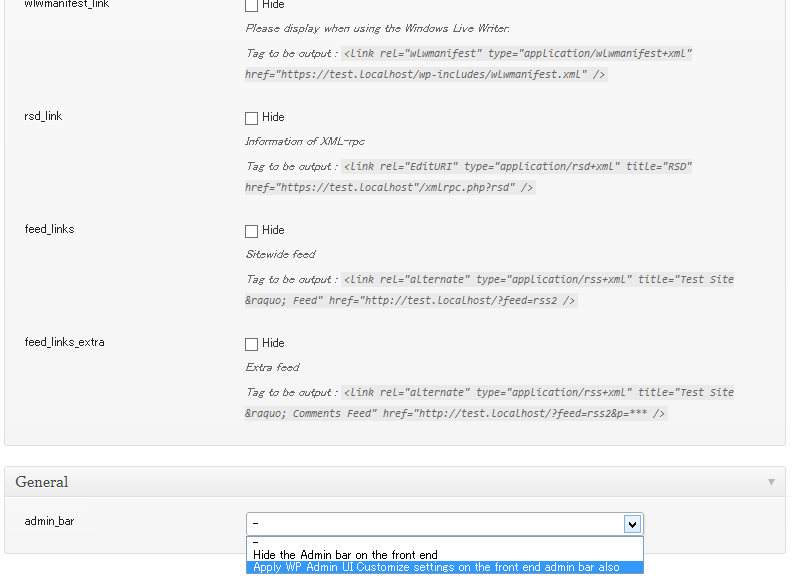 wlwmanifest_link
Hide
Please display when using the Windows Live Writer.
Tag to be output : <link rel="wlwmanifest" type="application/wlwmanifest+xml"
href="https://test.localhost/wp-includes/wlwmanifest.xml" />
rsd_link
Hide
Information of XML-rpc
Tag to be output : <link rel="EditURI" type="application/rsd+xml" title="RSD"
href="https://test.localhost"/xmlrpc.php?rsd" />
feed_links
Hide
Sitewide feed
Tag to be output : <link rel="alternate" type="application/rss+xml" title="Test Site
&raquo; Feed" href="http://test.localhost/?feed=rss2 />
feed_links_extra
Hide
Extra feed
Tag to be output : <link rel="alternate" type="application/rss+xml" title="Test Site
&raquo; Comments Feed" href="http://test.localhost/?feed=rss2&p=*** />
General
admin_bar
-
-
Hide the Admin bar on the front end
Apply WP Admin UI Customize settings on the front end admin bar also